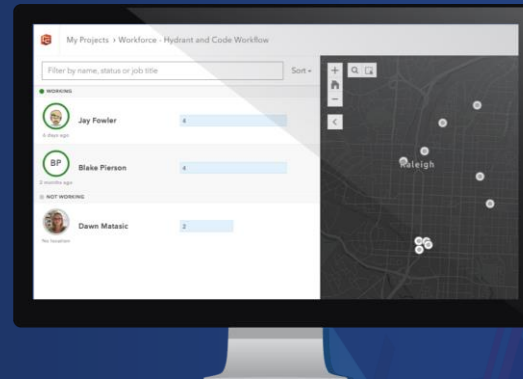 My Projects › Workforce - Hydrant and Code Workflow
Filter by name, status or job title
Sort
WORKING
Jay Fowler
4
6 days ago
BP
Blake Pierson
4
2 months ago
NOT WORKING
Dawn Matasic
2
No location
+
−
<
Raleigh